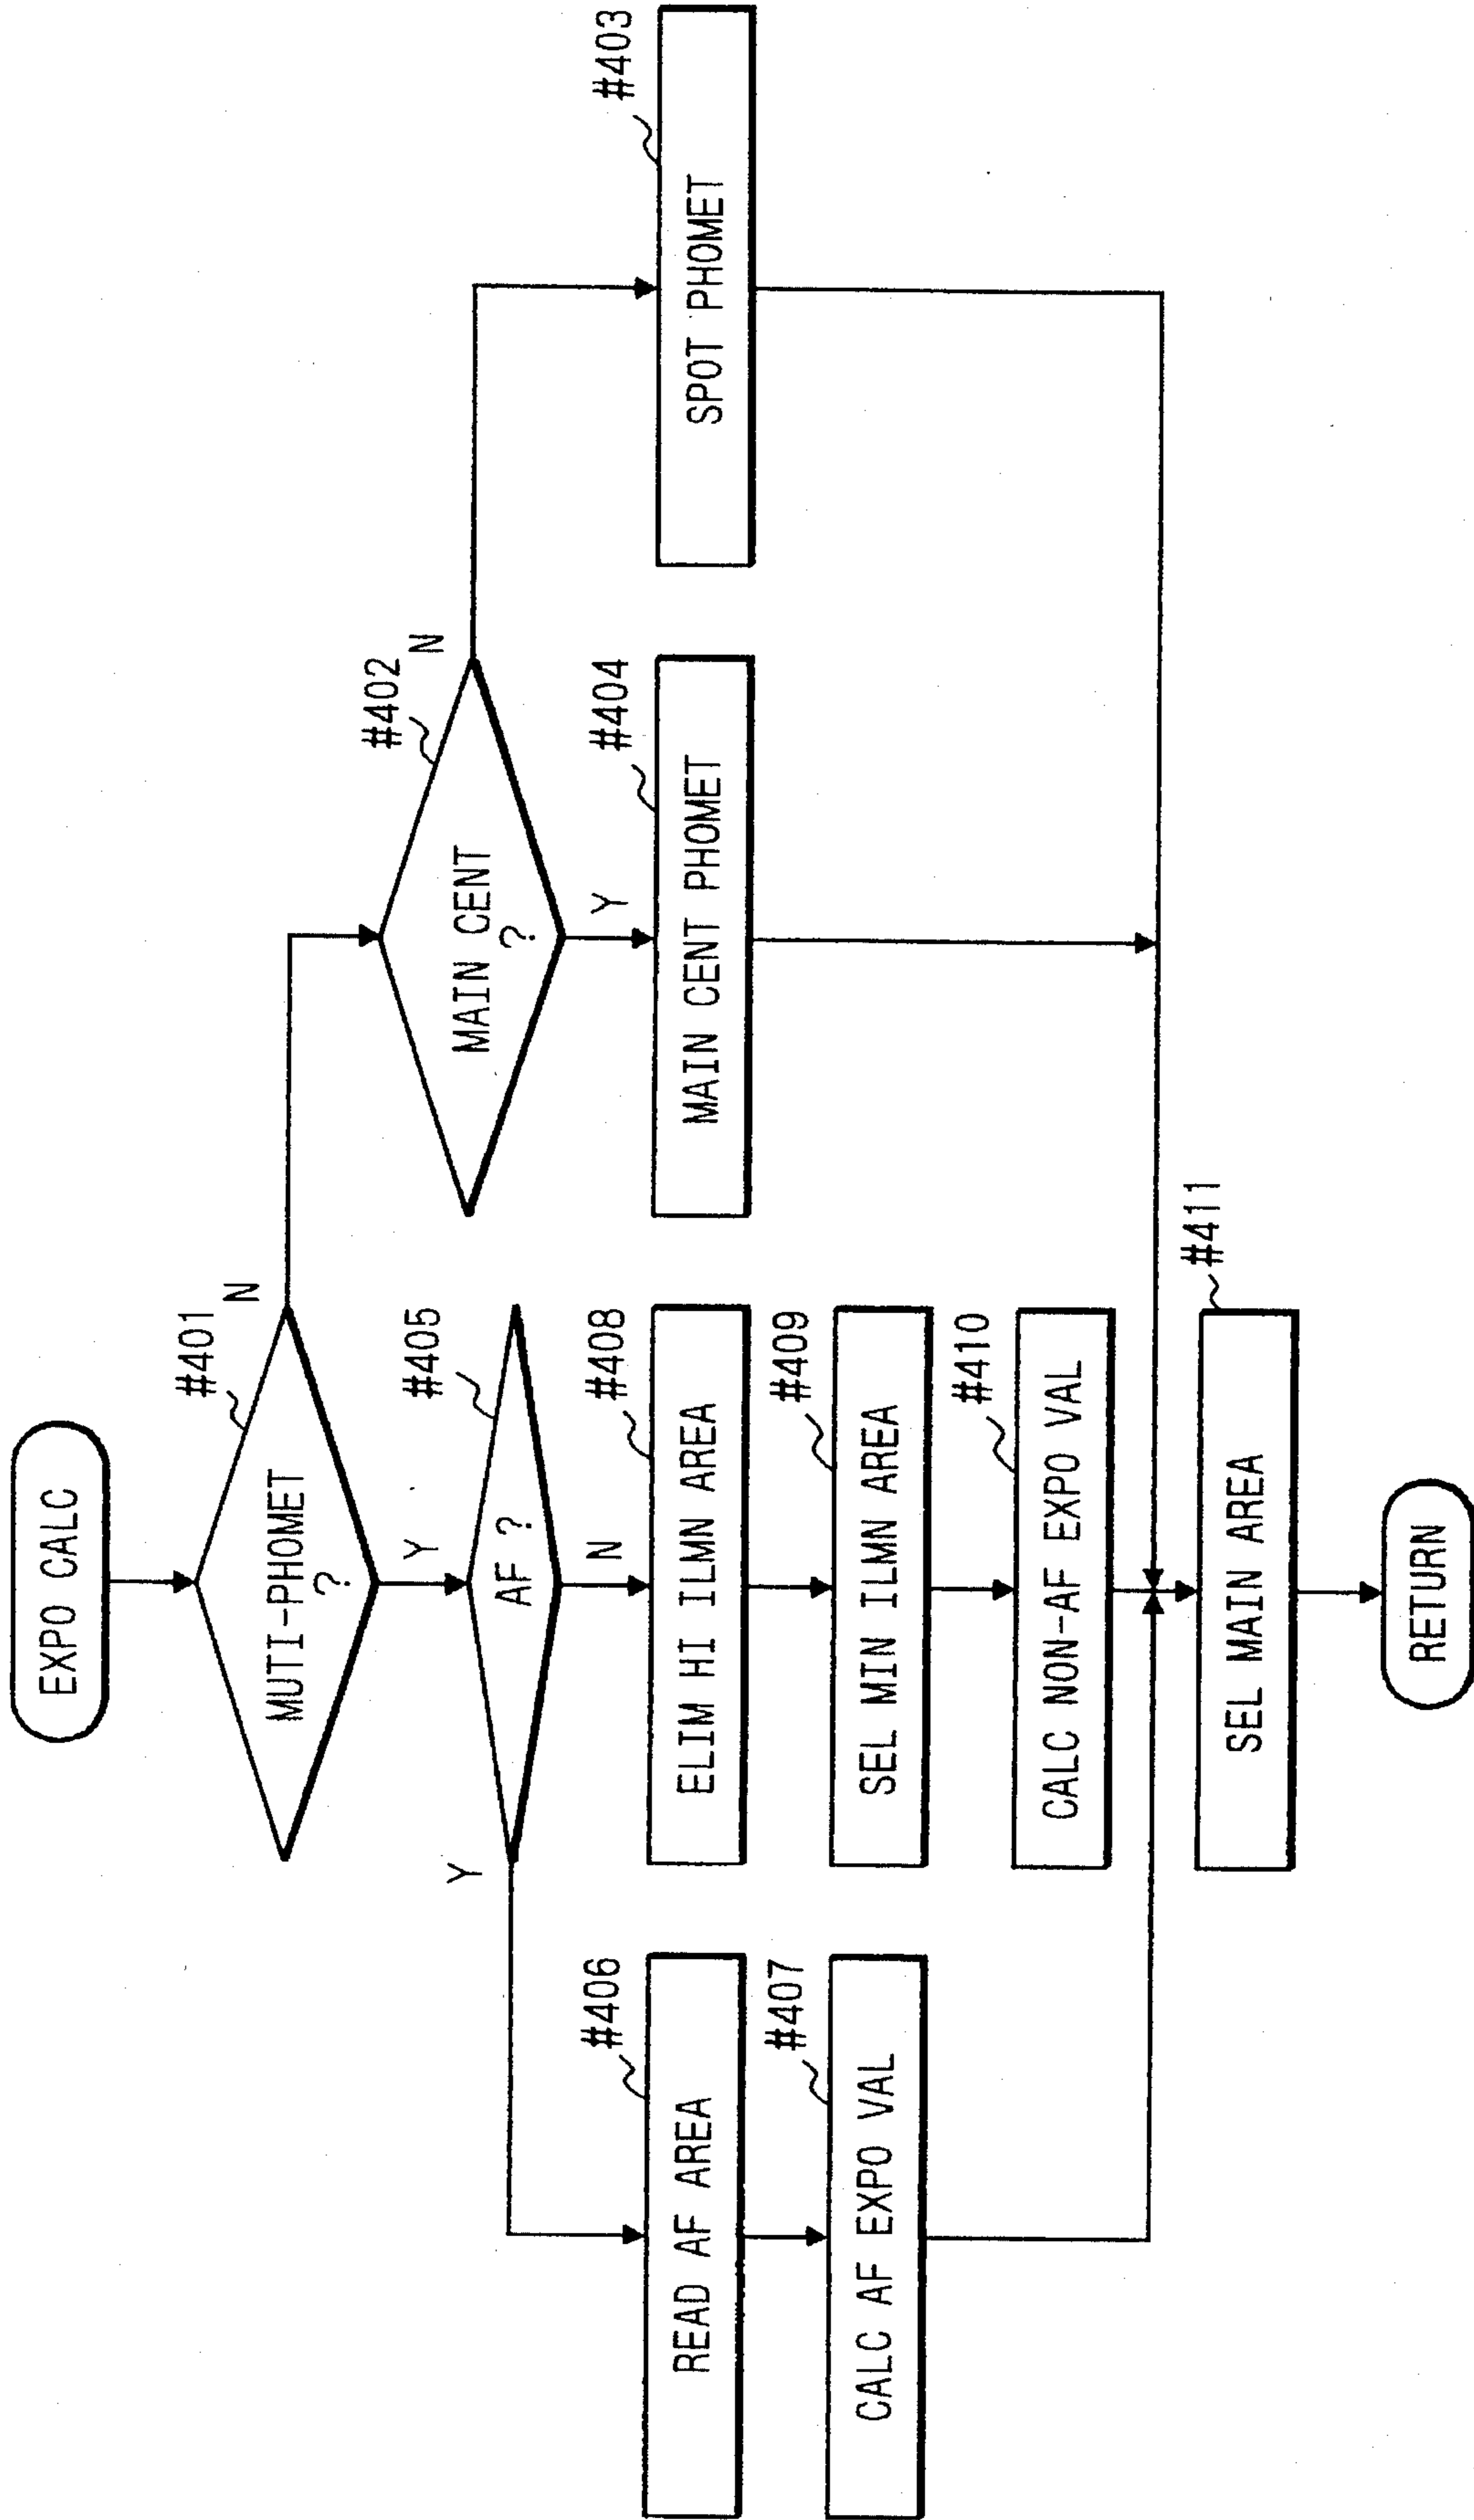 EXPO CALC
#401
MUTI-PHOMET
?
N
Y
#402
MAIN CENT
?
N
Y
#405
AF ?
Y
N
#403
SPOT PHOMET
#404
MAIN CENT PHOMET
#406
READ AF AREA
#408
ELIM HI ILMN AREA
#407
CALC AF EXPO VAL
#409
SEL MIN ILMN AREA
#410
CALC NON-AF EXPO VAL
#411
SEL MAIN AREA
RETURN